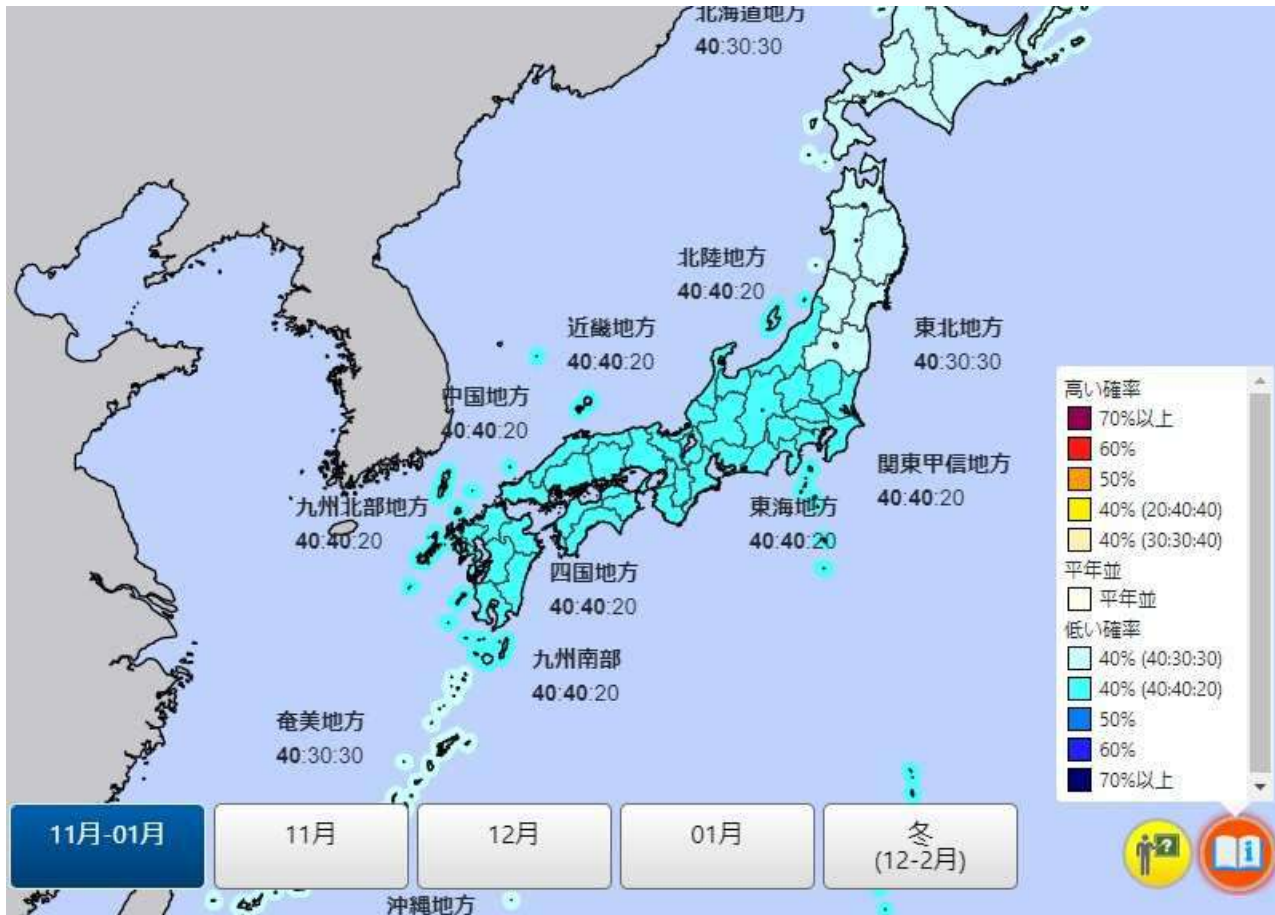 北海道地方
40:30:30
北陸地方
40:40:20
近畿地方
40:40:20
東北地方
40:30:30
中国地方
40:40:20
関東甲信地方
40:40:20
九州北部地方
40:40:20
東海地方
40:40:20
四国地方
40:40:20
九州南部
40:40:20
奄美地方
40:30:30
高い確率
70%以上
60%
50%
40% (20:40:40)
40% (30:30:40)
平年並
平年並
低い確率
40% (40:30:30)
40% (40:40:20)
50%
60%
70%以上
11月-01月
11月
12月
01月
冬
(12-2月)
?
i
沖縄地方